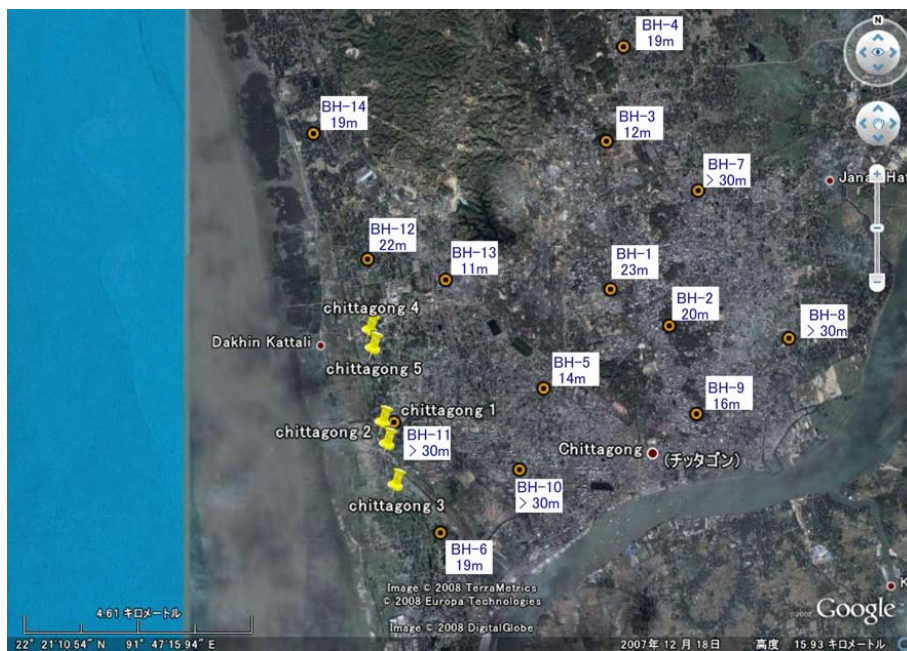 BH-4
19m
N
BH-14
19m
BH-3
12m
BH-7
> 30m
BH-12
22m
BH-13
11m
BH-1
23m
chittagong 4
BH-2
20m
BH-8
> 30m
Dakhin Kattali
chittagong 5
BH-5
14m
BH-9
16m
chittagong 1
chittagong 2
BH-11
> 30m
Chittagong
(チッタゴン)
BH-10
> 30m
chittagong 3
BH-6
19m
Image © 2008 TerraMetrics
© 2008 Europa Technologies
4.61 キロメートル
©2008 Google
Image © 2008 DigitalGlobe
22° 21'10.54" N 91° 47'15.94" E
2007年 12 月 18日 高度 15.93 キロメートル